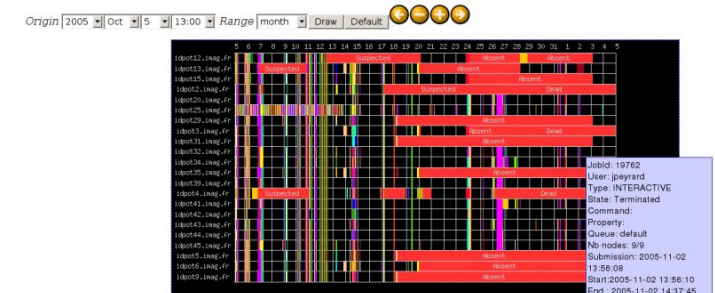 Origin 2005 Oct 5 13:00 Range month Draw Default
5 6 7 8 9 10 11 12 13 14 15 16 17 18 19 20 21 22 23 24 25 26 27 28 29 30 31 1 2 3 4 5
idpot12.imag.fr Suspected Absent Absent
idpot13.imag.fr Suspected Absent
idpot15.imag.fr Absent
idpot2.imag.fr Suspected Dead
idpot20.imag.fr
idpot25.imag.fr
idpot29.imag.fr Absent
idpot3.imag.fr Absent Dead
idpot31.imag.fr Absent
idpot32.imag.fr
idpot34.imag.fr
idpot35.imag.fr Absent
idpot39.imag.fr
idpot4.imag.fr Suspected Dead
idpot41.imag.fr
idpot42.imag.fr
idpot43.imag.fr
idpot44.imag.fr
idpot45.imag.fr
idpot5.imag.fr Absent
idpot6.imag.fr Absent
idpot9.imag.fr Absent
JobId: 19762
User: jpeyrard
Type: INTERACTIVE
State: Terminated
Command:
Property:
Queue: default
Nb nodes: 9/9
Submission: 2005-11-02
13:56:08
Start:2005-11-02 13:56:10
End : 2005-11-02 14:37:45